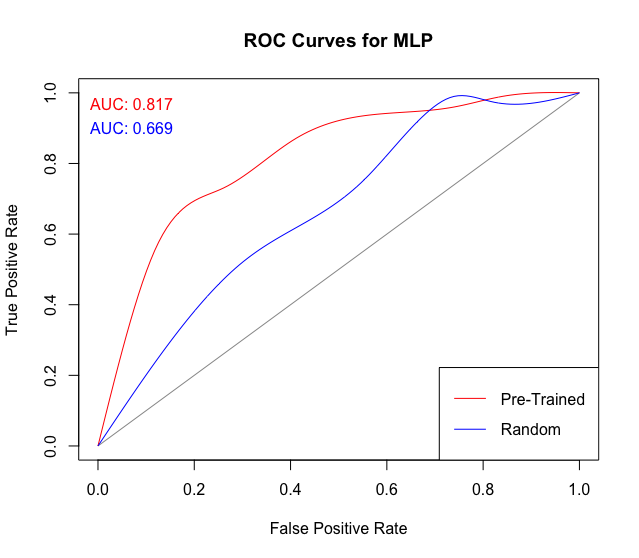 ROC Curves for MLP
AUC: 0.817
AUC: 0.669
True Positive Rate
1.0
0.8
0.6
0.4
0.2
0.0
Pre-Trained
Random
0.0 0.2 0.4 0.6 0.8 1.0
False Positive Rate